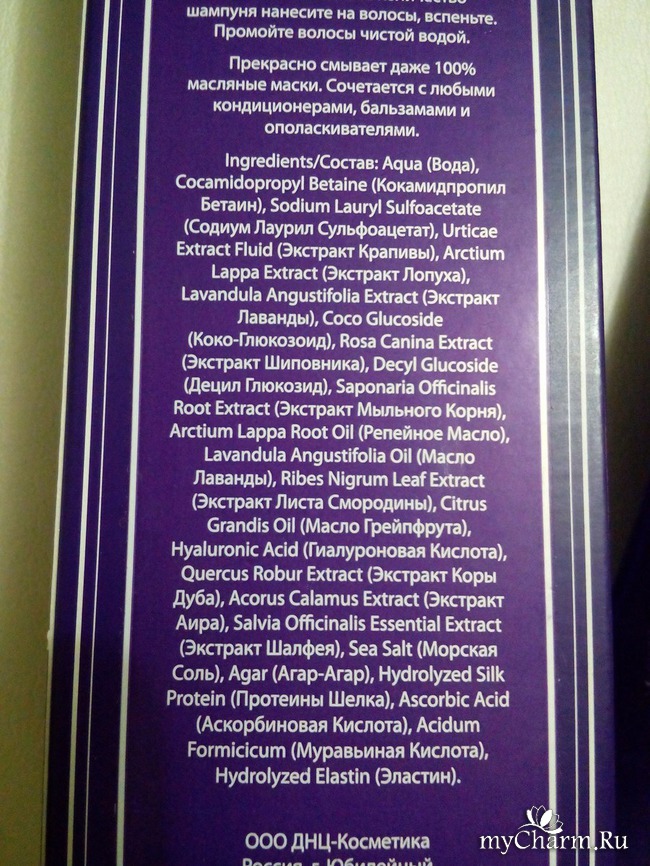 шампуня нанесите на волосы, вспеньте.
Промойте волосы чистой водой.
Прекрасно смывает даже 100%
масляные маски. Сочетается с любыми
кондиционерами, бальзамами и
ополаскивателями.
Ingredients/Состав: Aqua (Вода),
Cocamidopropyl Betaine (Кокамидпропил
Бетаин), Sodium Lauryl Sulfoacetate
(Содиум Лаурил Сульфоацетат), Urticae
Extract Fluid (Экстракт Крапивы), Arctium
Lappa Extract (Экстракт Лопуха),
Lavandula Angustifolia Extract (Экстракт
Лаванды), Coco Glucoside
(Коко-Глюкозоид), Rosa Canina Extract
(Экстракт Шиповника), Decyl Glucoside
(Децил Глюкозид), Saponaria Officinalis
Root Extract (Экстракт Мыльного Корня),
Arctium Lappa Root Oil (Репейное Масло),
Lavandula Angustifolia Oil (Масло
Лаванды), Ribes Nigrum Leaf Extract
(Экстракт Листа Смородины), Citrus
Grandis Oil (Масло Грейпфрута),
Hyaluronic Acid (Гиалуроновая Кислота),
Quercus Robur Extract (Экстракт Коры
Дуба), Acorus Calamus Extract (Экстракт
Аира), Salvia Officinalis Essential Extract
(Экстракт Шалфея), Sea Salt (Морская
Соль), Agar (Агар-Агар), Hydrolyzed Silk
Protein (Протеины Шелка), Ascorbic Acid
(Аскорбиновая Кислота), Acidum
Formicicum (Муравьиная Кислота),
Hydrolyzed Elastin (Эластин).
ООО ДНЦ-Косметика
Россия, г. Юбилейный
myCharm.Ru